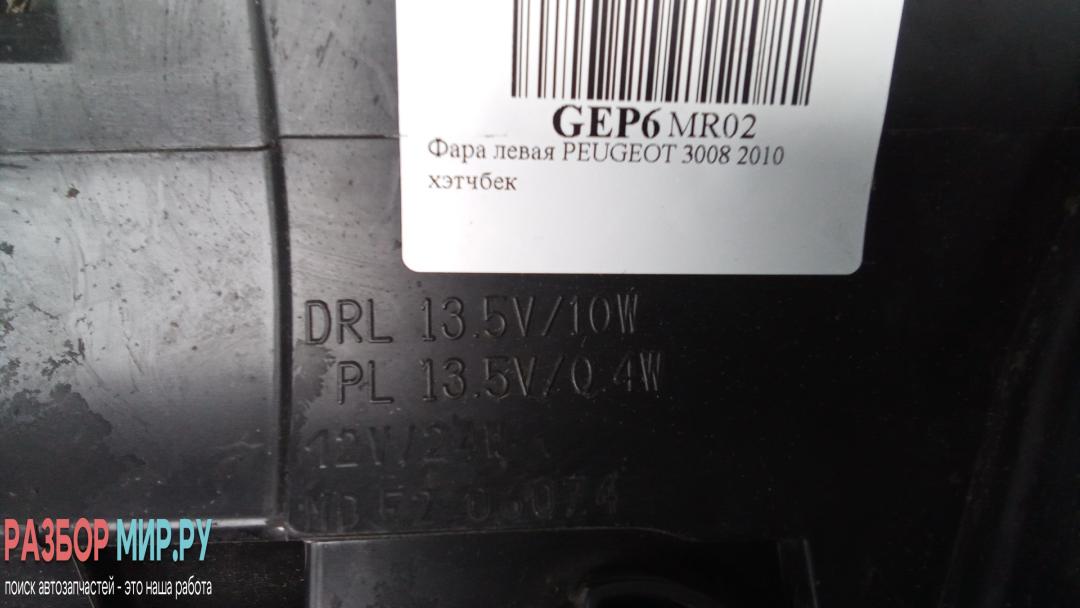 GEP6 MR02
Фара левая PEUGEOT 3008 2010
хэтчбек
DRL 13.5V/10W
PL 13.5V/0.4W
12V/24W
РАЗБОР МИР.РУ
поиск автозапчастей - это наша работа